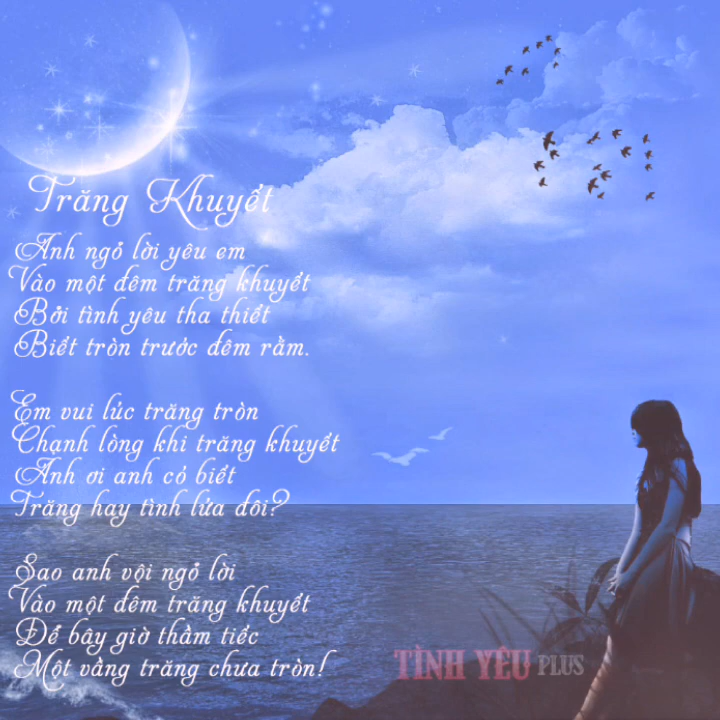 Trăng Khuyết
Anh ngỏ lời yêu em
Vào một đêm trăng khuyết
Bởi tình yêu tha thiết
Biết tròn trước đêm rằm.
Em vui lúc trăng tròn
Chạnh lòng khi trăng khuyết
Anh ơi anh có biết
Trăng hay tình lứa đôi?
Sao anh vội ngỏ lời
Vào một đêm trăng khuyết
Để bây giờ thầm tiếc
Một vầng trăng chưa tròn!
TÌNH YÊU PLUS